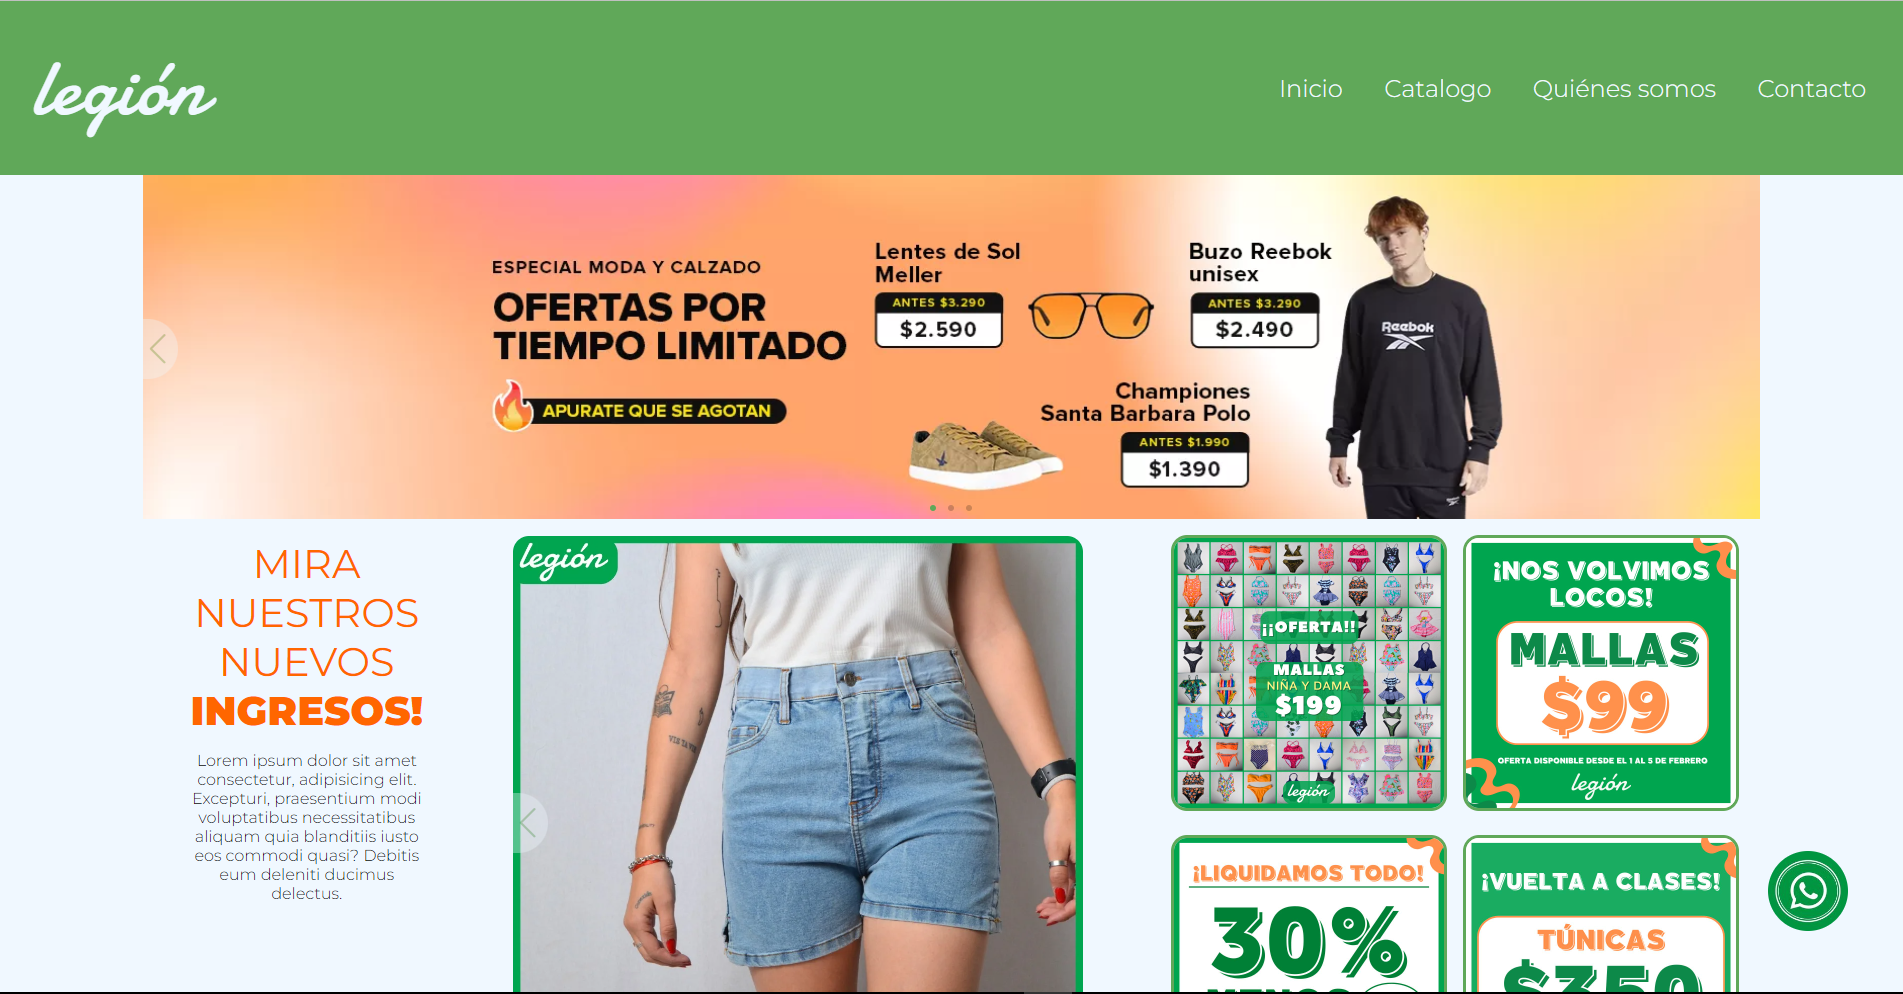 legión
Inicio Catalogo Quiénes somos Contacto
ESPECIAL MODA Y CALZADO
OFERTAS POR
TIEMPO LIMITADO
APURATE QUE SE AGOTAN
Lentes de Sol
Meller
ANTES $3.290
$2.590
Buzo Reebok
unisex
ANTES $3.290
$2.490
Reebok
Championes
Santa Barbara Polo
ANTES $1.990
$1.390
MIRA
NUESTROS
NUEVOS
INGRESOS!
Lorem ipsum dolor sit amet
consectetur, adipisicing elit.
Excepturi, praesentium modi
voluptatibus necessitatibus
aliquam quia blanditiis iusto
eos commodi quasi? Debitis
eum deleniti ducimus
delectus.
legión
¡¡OFERTA!!
MALLAS
NIÑA Y DAMA
$199
legión
¡NOS VOLVIMOS
LOCOS!
MALLAS
$99
OFERTA DISPONIBLE DESDE EL 1 AL 5 DE FEBRERO
legión
¡LIQUIDAMOS TODO!
30%
MENOS
¡VUELTA A CLASES!
TÚNICAS
$350